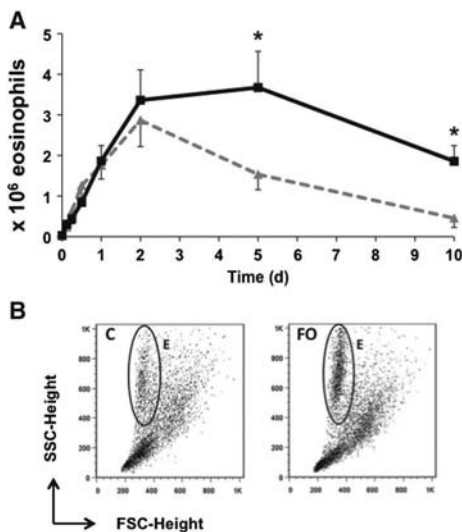 A
x 10⁶ eosinophils
5
4
3
2
1
0
*
*
0 1 2 3 4 5 6 7 8 9 10
Time (d)
B
C
E
FO
E
1K
800
600
400
200
0
0 200 400 600 800 1K
1K
800
600
400
200
0
0 200 400 600 800 1K
SSC-Height
FSC-Height